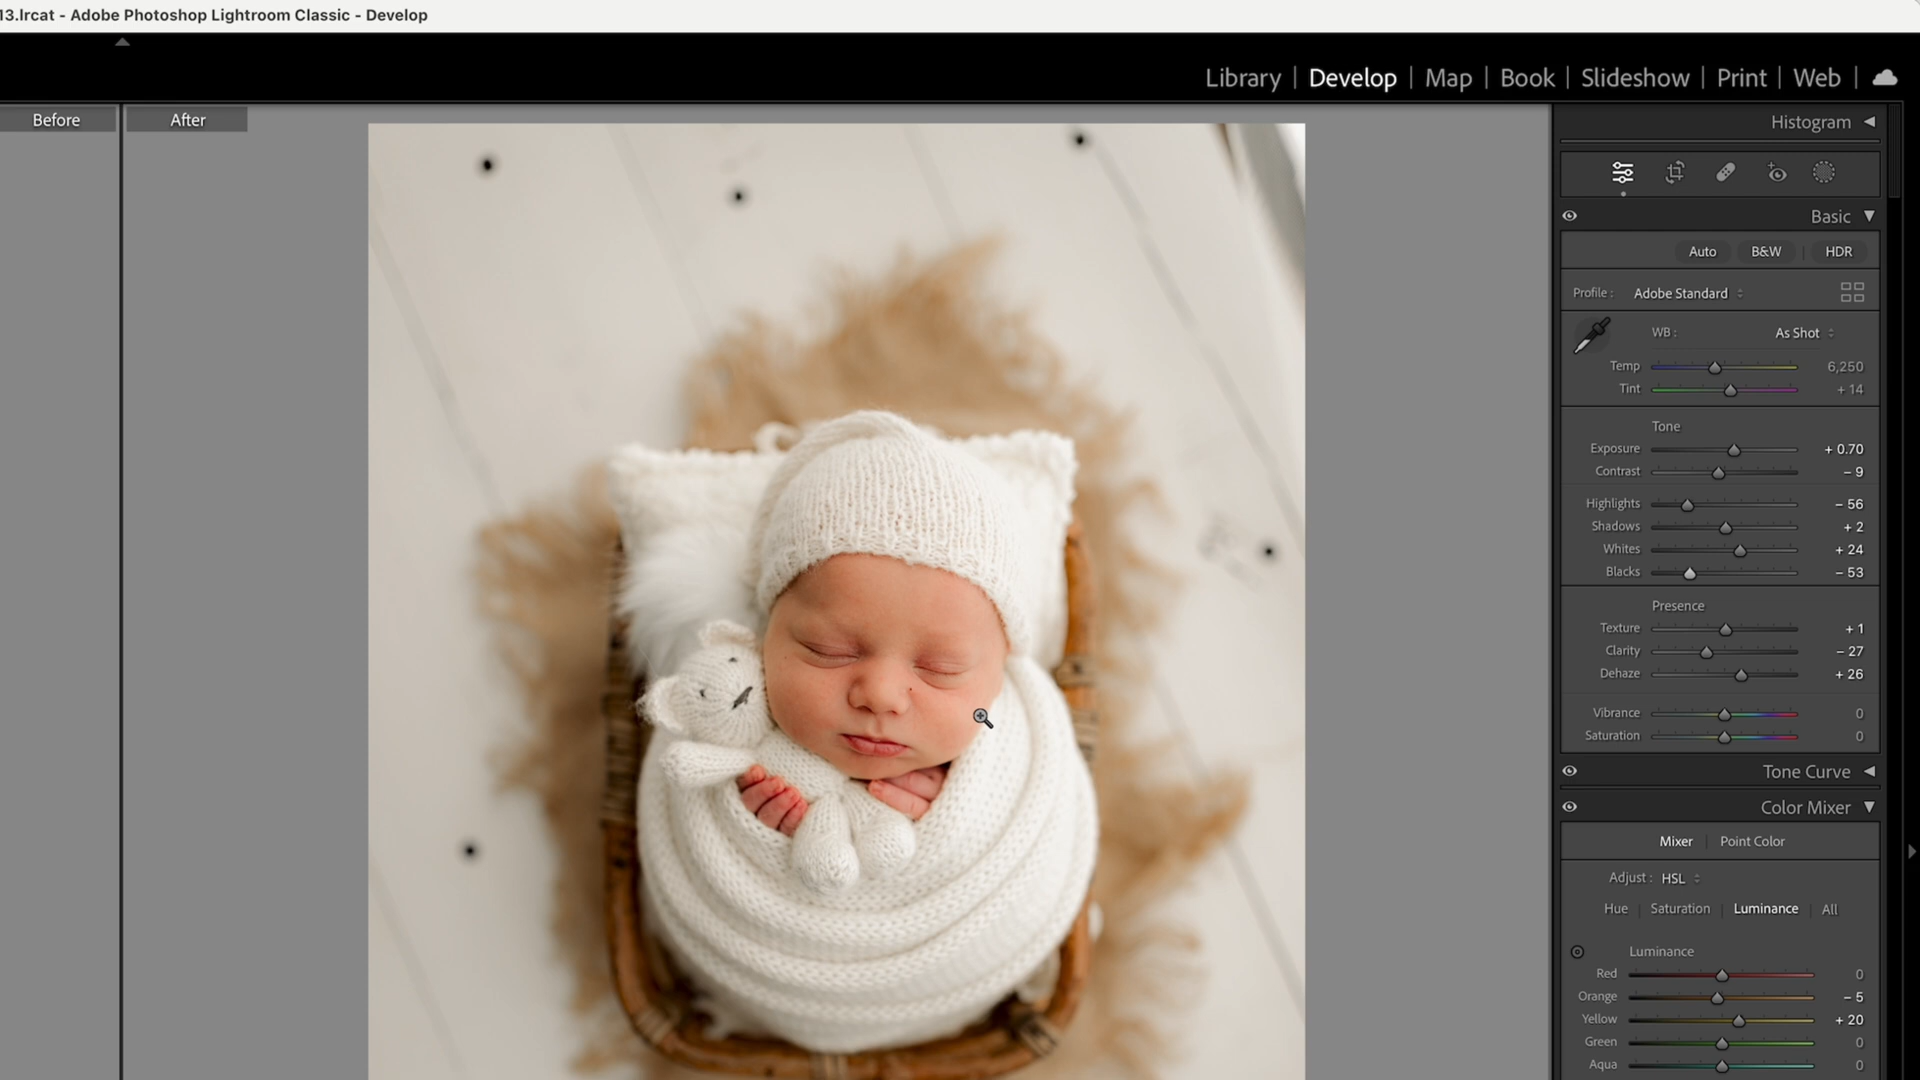 13.lrcat - Adobe Photoshop Lightroom Classic - Develop
Library | Develop | Map | Book | Slideshow | Print | Web |
Before
After
Histogram
Basic
Auto B&W | HDR
Profile : Adobe Standard
WB : As Shot
Temp 6,250
Tint + 14
Tone
Exposure + 0.70
Contrast – 9
Highlights – 56
Shadows + 2
Whites + 24
Blacks – 53
Presence
Texture + 1
Clarity – 27
Dehaze + 26
Vibrance 0
Saturation 0
Tone Curve
Color Mixer
Mixer | Point Color
Adjust : HSL
Hue | Saturation | Luminance | All
Luminance
Red 0
Orange – 5
Yellow + 20
Green 0
Aqua 0